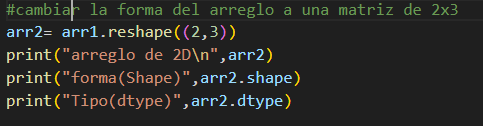 #cambiar la forma del arreglo a una matriz de 2x3
arr2= arr1.reshape((2,3))
print("arreglo de 2D\n",arr2)
print("forma(Shape)",arr2.shape)
print("Tipo(dtype)",arr2.dtype)